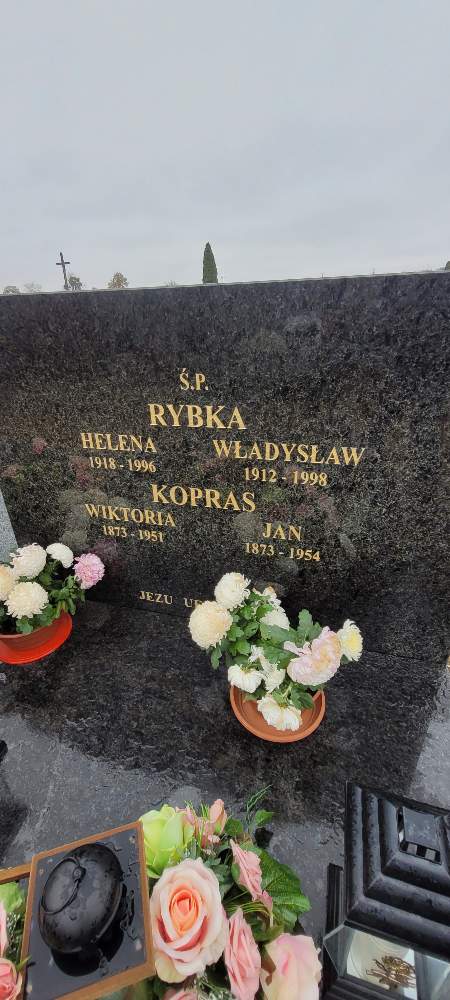 Ś.P.
RYBKA
HELENA WŁADYSŁAW
1918 - 1996 1912 - 1998
KOPRAS
WIKTORIA JAN
1873 - 1951 1873 - 1954
JEZU